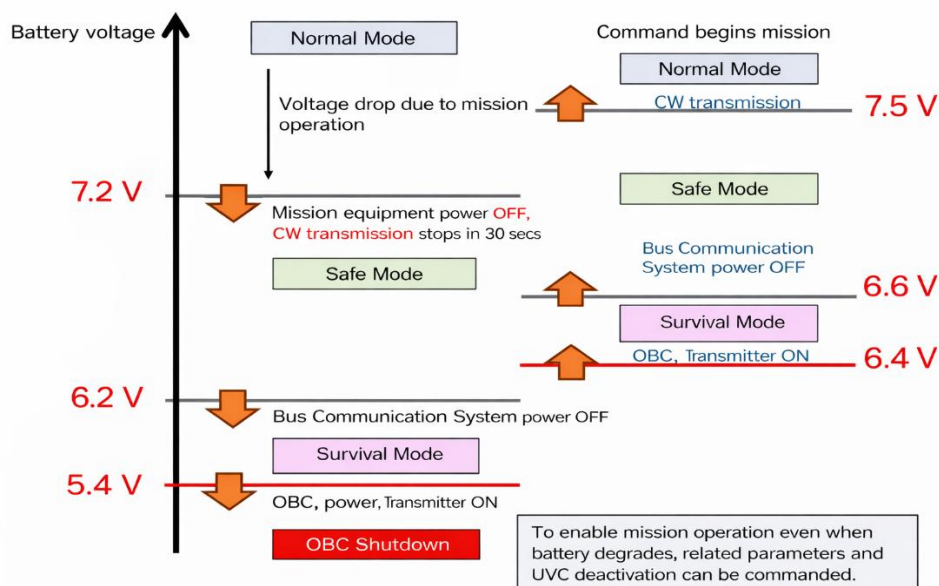 Battery voltage
Normal Mode
Voltage drop due to mission
operation
7.2 V
Mission equipment power OFF,
CW transmission stops in 30 secs
Safe Mode
6.2 V
Bus Communication System power OFF
Survival Mode
5.4 V
OBC, power, Transmitter ON
OBC Shutdown
Command begins mission
Normal Mode
CW transmission
7.5 V
Safe Mode
Bus Communication
System power OFF
6.6 V
Survival Mode
OBC, Transmitter ON
6.4 V
To enable mission operation even when
battery degrades, related parameters and
UVC deactivation can be commanded.